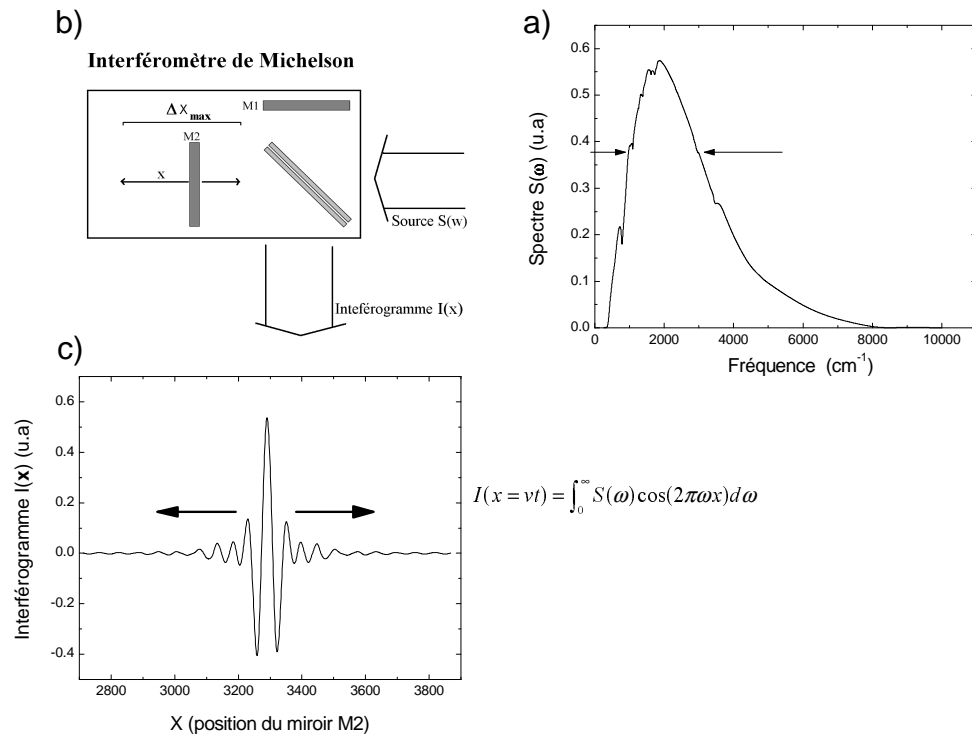 b)
Interféromètre de Michelson
Δ X max
M1
M2
x
Source S(w)
Inteférogramme I(x)
a)
Spectre S(ω) (u.a)
0.6
0.5
0.4
0.3
0.2
0.1
0.0
0 2000 4000 6000 8000 10000
Fréquence (cm⁻¹)
c)
Interférogramme I(x) (u.a)
0.6
0.4
0.2
0.0
-0.2
-0.4
2800 3000 3200 3400 3600 3800
X (position du miroir M2)
I(x = vt) = ∫₀^∞ S(ω)cos(2πωx)dω